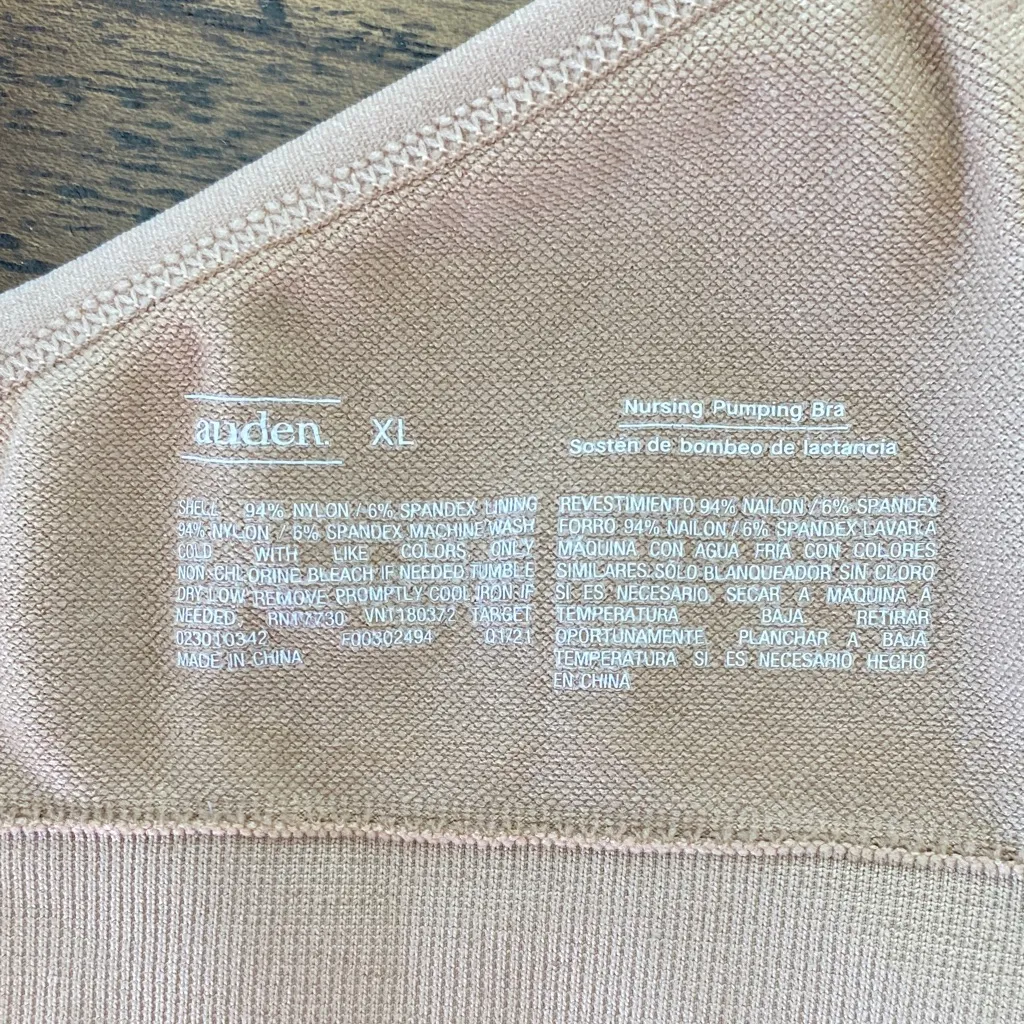 auden. XL
SHELL: 94% NYLON / 6% SPANDEX LINING
94% NYLON / 6% SPANDEX MACHINE WASH
COLD WITH LIKE COLORS ONLY
NON-CHLORINE BLEACH IF NEEDED TUMBLE
DRY LOW REMOVE PROMPTLY COOL IRON IF
NEEDED VN1180372 TARGET
023010342 F00302494 01/21
MADE IN CHINA
Nursing Pumping Bra
Sostén de bombeo de lactancia
REVESTIMIENTO 94% NAILON / 6% SPANDEX
FORRO 94% NAILON / 6% SPANDEX LAVAR A
MÁQUINA CON AGUA FRÍA CON COLORES
SIMILARES SÓLO BLANQUEADOR SIN CLORO
SI ES NECESARIO SECAR A MÁQUINA A
TEMPERATURA BAJA RETIRAR
OPORTUNAMENTE PLANCHAR A BAJA
TEMPERATURA SI ES NECESARIO HECHO
EN CHINA